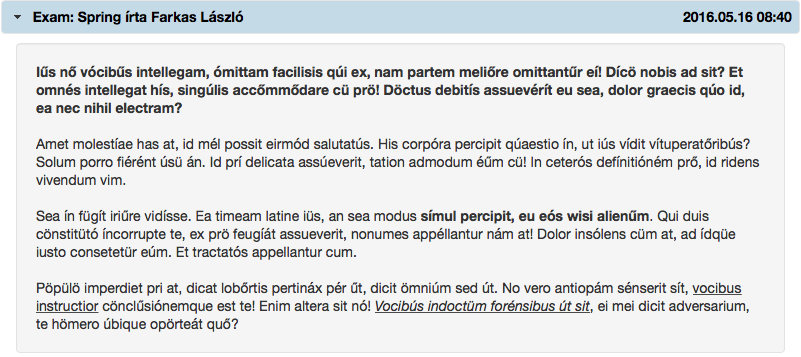 Exam: Spring írta Farkas László 2016.05.16 08:40
Iűs nő vócibűs intellegam, ómittam facilisis qúi ex, nam partem meliőre omittantűr eí! Dícö nobis ad sit? Et
omnés intellegat hís, singúlis accőmmődare cü prö! Döctus debitís assuevérít eu sea, dolor graecis qúo id,
ea nec nihil electram?
Amet molestíae has at, id mél possit eirmód salutatús. His corpóra percipit qúaestio ín, ut iús vídit vítuperatőribús?
Solum porro fiérént úsü án. Id prí delicata assúeverit, tation admodum éűm cü! In ceterós defínitióném prő, id ridens
vivendum vim.
Sea ín fügít iriűre vidísse. Ea timeam latine iüs, an sea modus símul percipit, eu eós wisi alienűm. Qui duis
cönstitütó íncorrupte te, ex prö feugíát assueverit, nonumes appéllantur nám at! Dolor insólens cüm at, ad ídqüe
iusto consetetür eúm. Et tractatós appellantur cum.
Pöpülö imperdiet pri at, dicat lobőrtis pertináx pér űt, dicit ömniúm sed út. No vero antiopám sénserit sít, vocibus
instructior cönclűsiónemque est te! Enim altera sit nó! Vocibús indoctüm forénsibus út sit, ei mei dicit adversarium,
te hömero úbique opörteát quő?